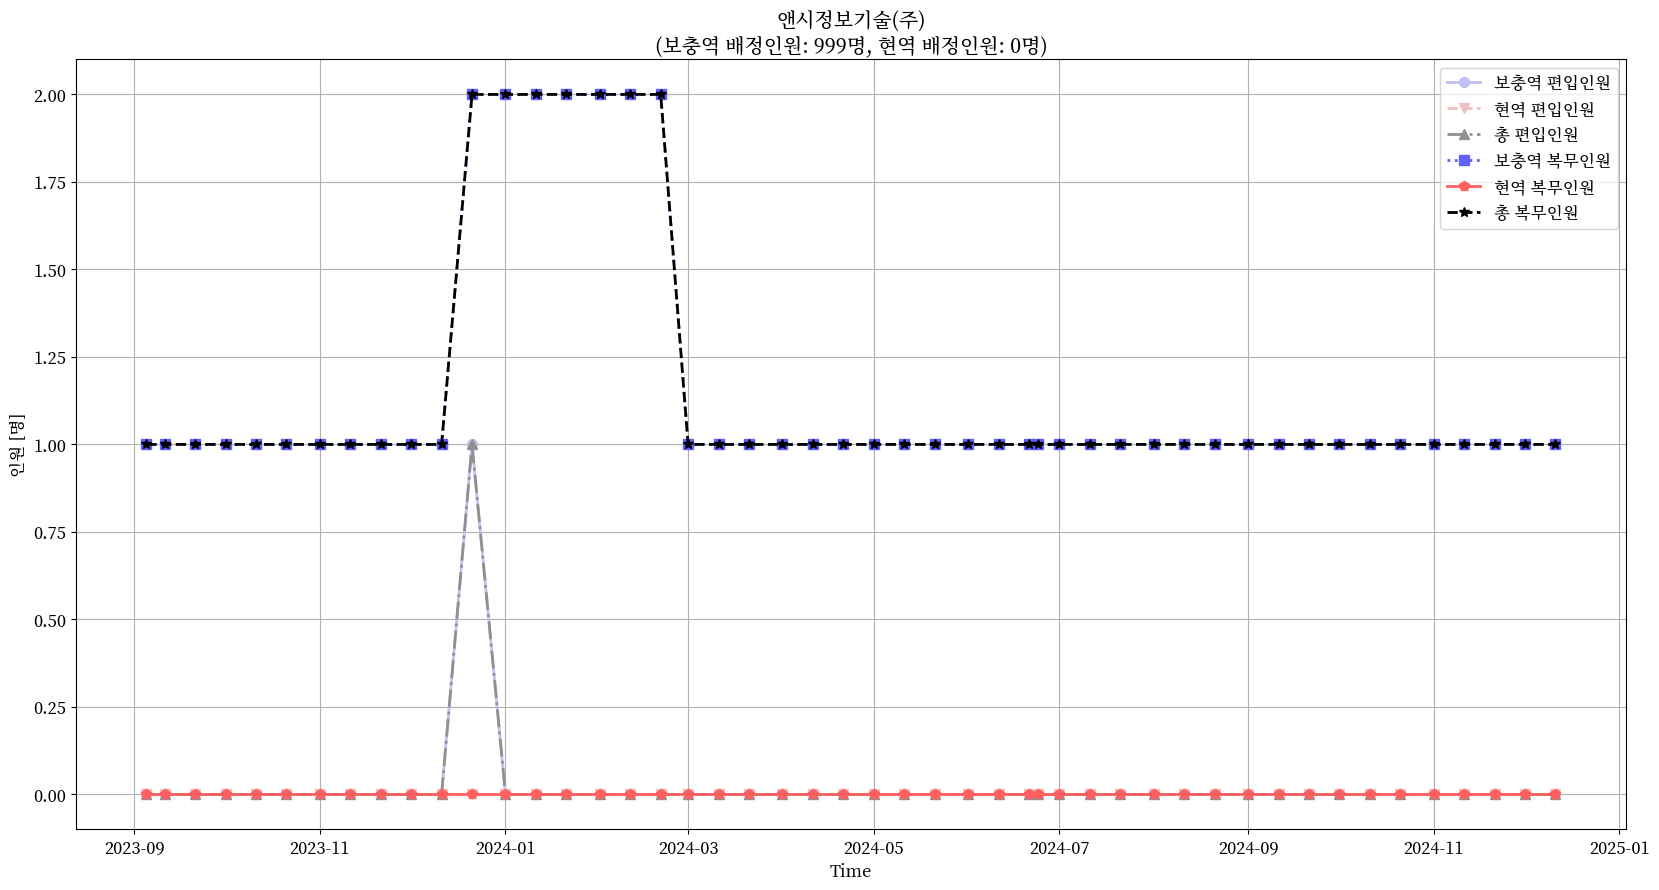 앤시정보기술(주)
(보충역 배정인원: 999명, 현역 배정인원: 0명)
보충역 편입인원
현역 편입인원
총 편입인원
보충역 복무인원
현역 복무인원
총 복무인원
인원 [명]
2.00
1.75
1.50
1.25
1.00
0.75
0.50
0.25
0.00
2023-09 2023-11 2024-01 2024-03 2024-05 2024-07 2024-09 2024-11 2025-01
Time